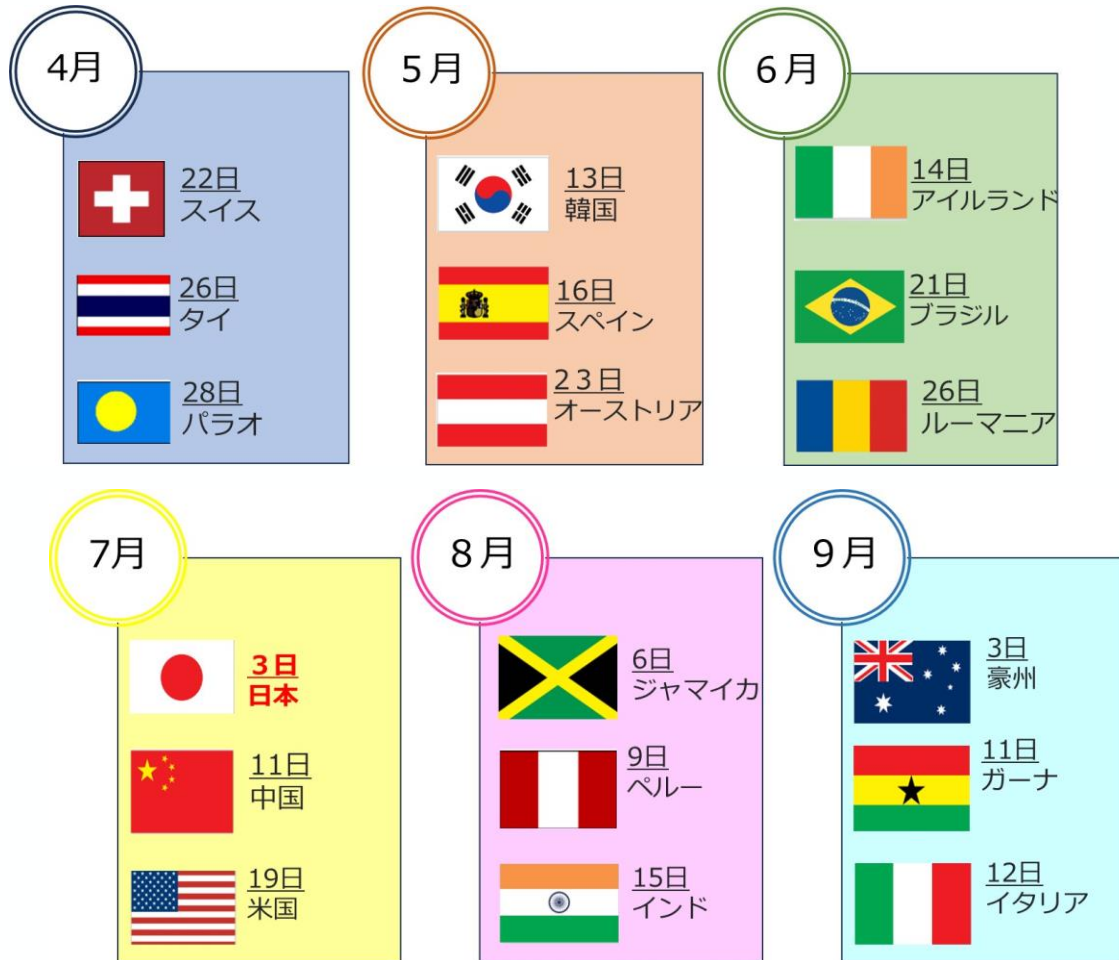 4月
22日
スイス
26日
タイ
28日
パラオ
5月
13日
韓国
16日
スペイン
23日
オーストリア
6月
14日
アイルランド
21日
ブラジル
26日
ルーマニア
7月
3日
日本
11日
中国
19日
米国
8月
6日
ジャマイカ
9日
ペルー
15日
インド
9月
3日
豪州
11日
ガーナ
12日
イタリア